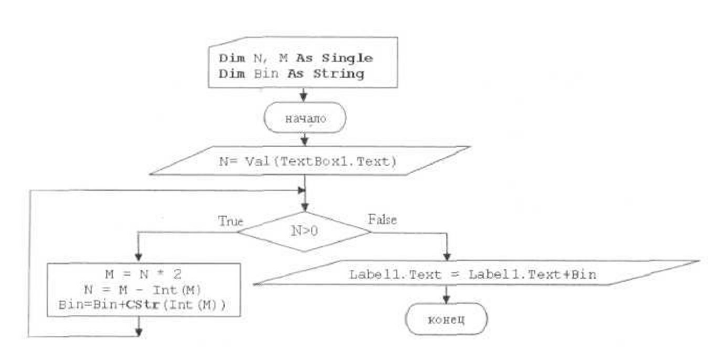 Dim N, M As Single
Dim Bin As String
начало
N= Val(TextBox1.Text)
True
False
N>0
M = N * 2
N = M - Int(M)
Bin=Bin+CStr(Int(M))
Label1.Text = Label1.Text+Bin
конец